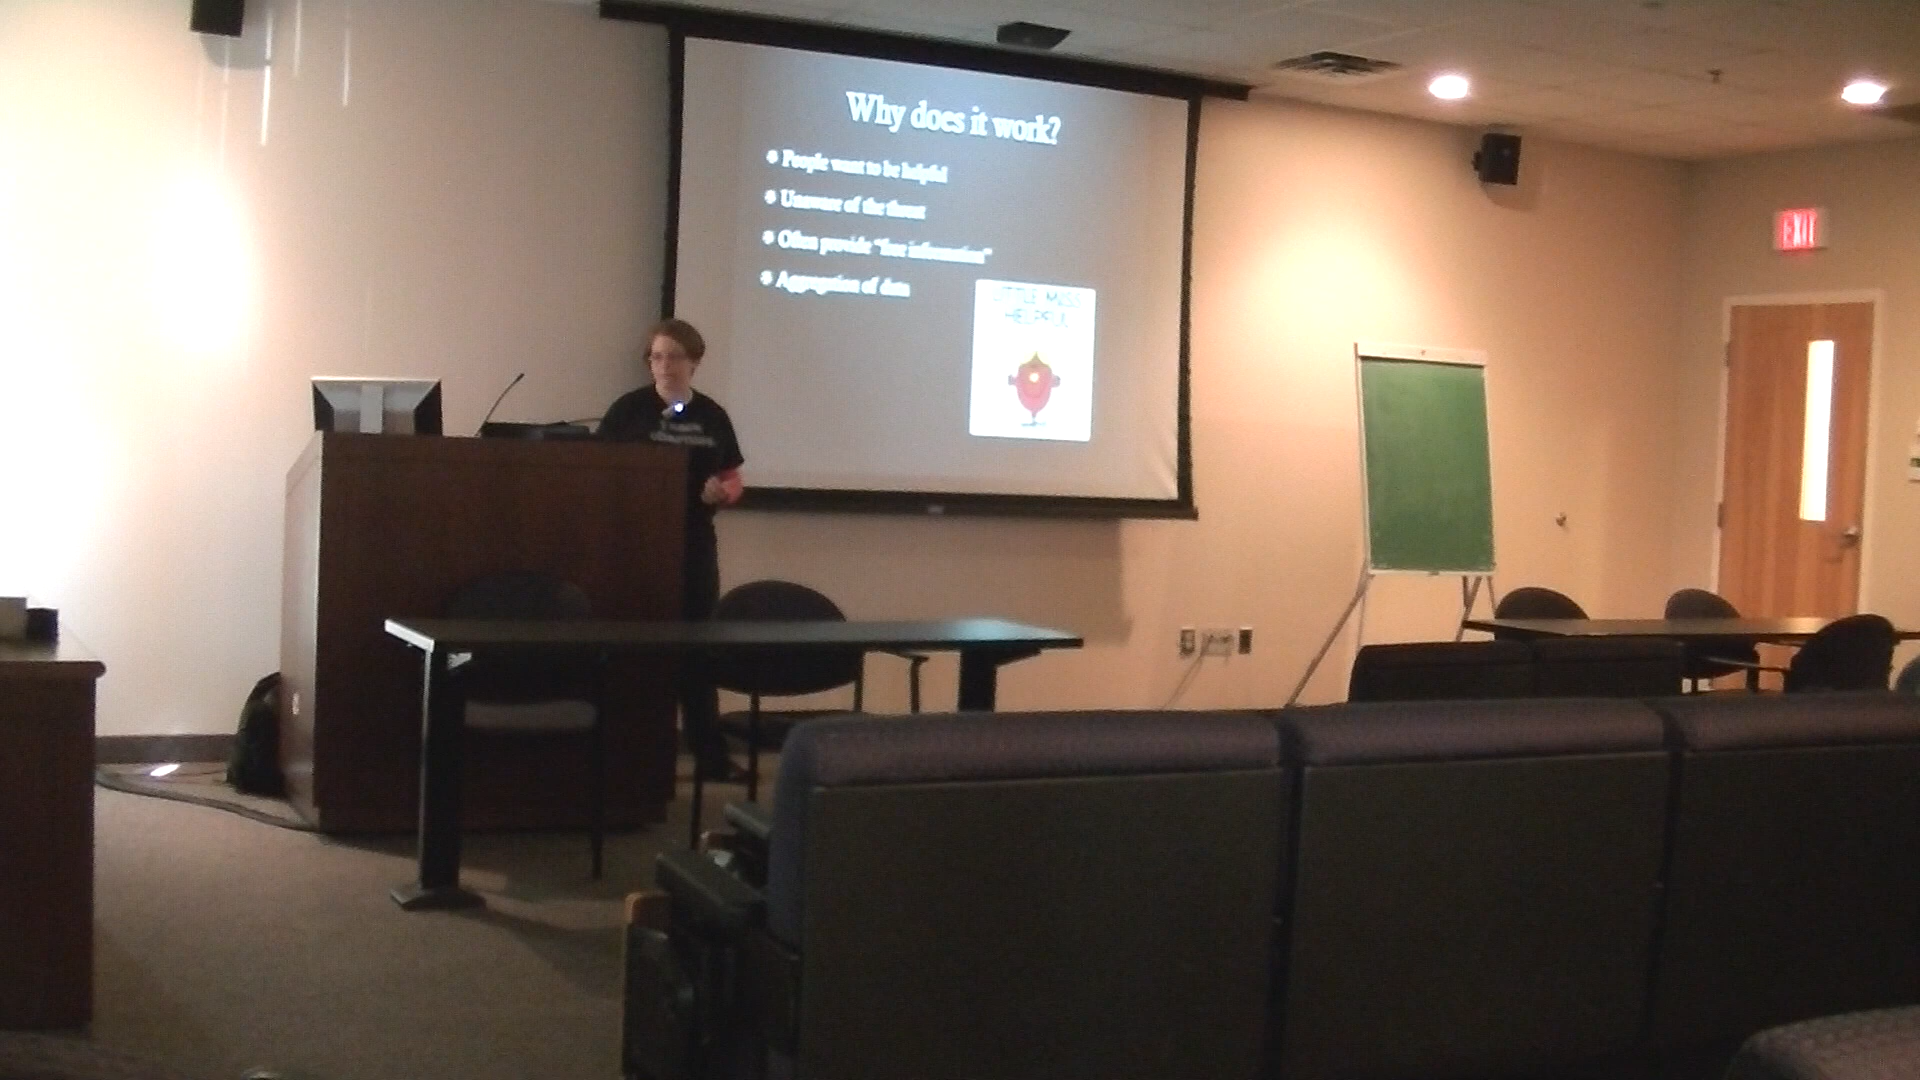 Why does it work?
People want to be helpful
Unaware of the threat
Often provide "free information"
Aggregation of data
LITTLE MISS
HELPFUL
EXIT